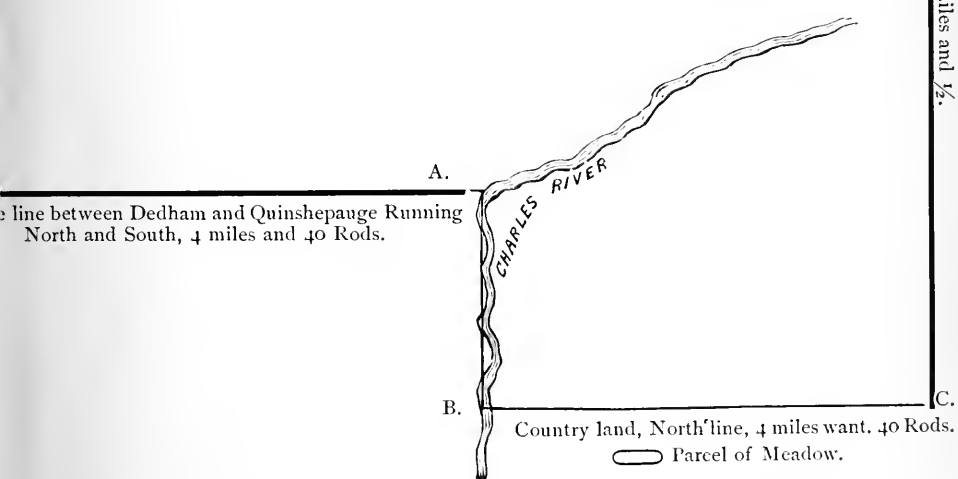 iles and ½.
A.
CHARLES RIVER
line between Dedham and Quinshepauge Running
North and South, 4 miles and 40 Rods.
B.
C.
Country land, North line, 4 miles want. 40 Rods.
Parcel of Meadow.